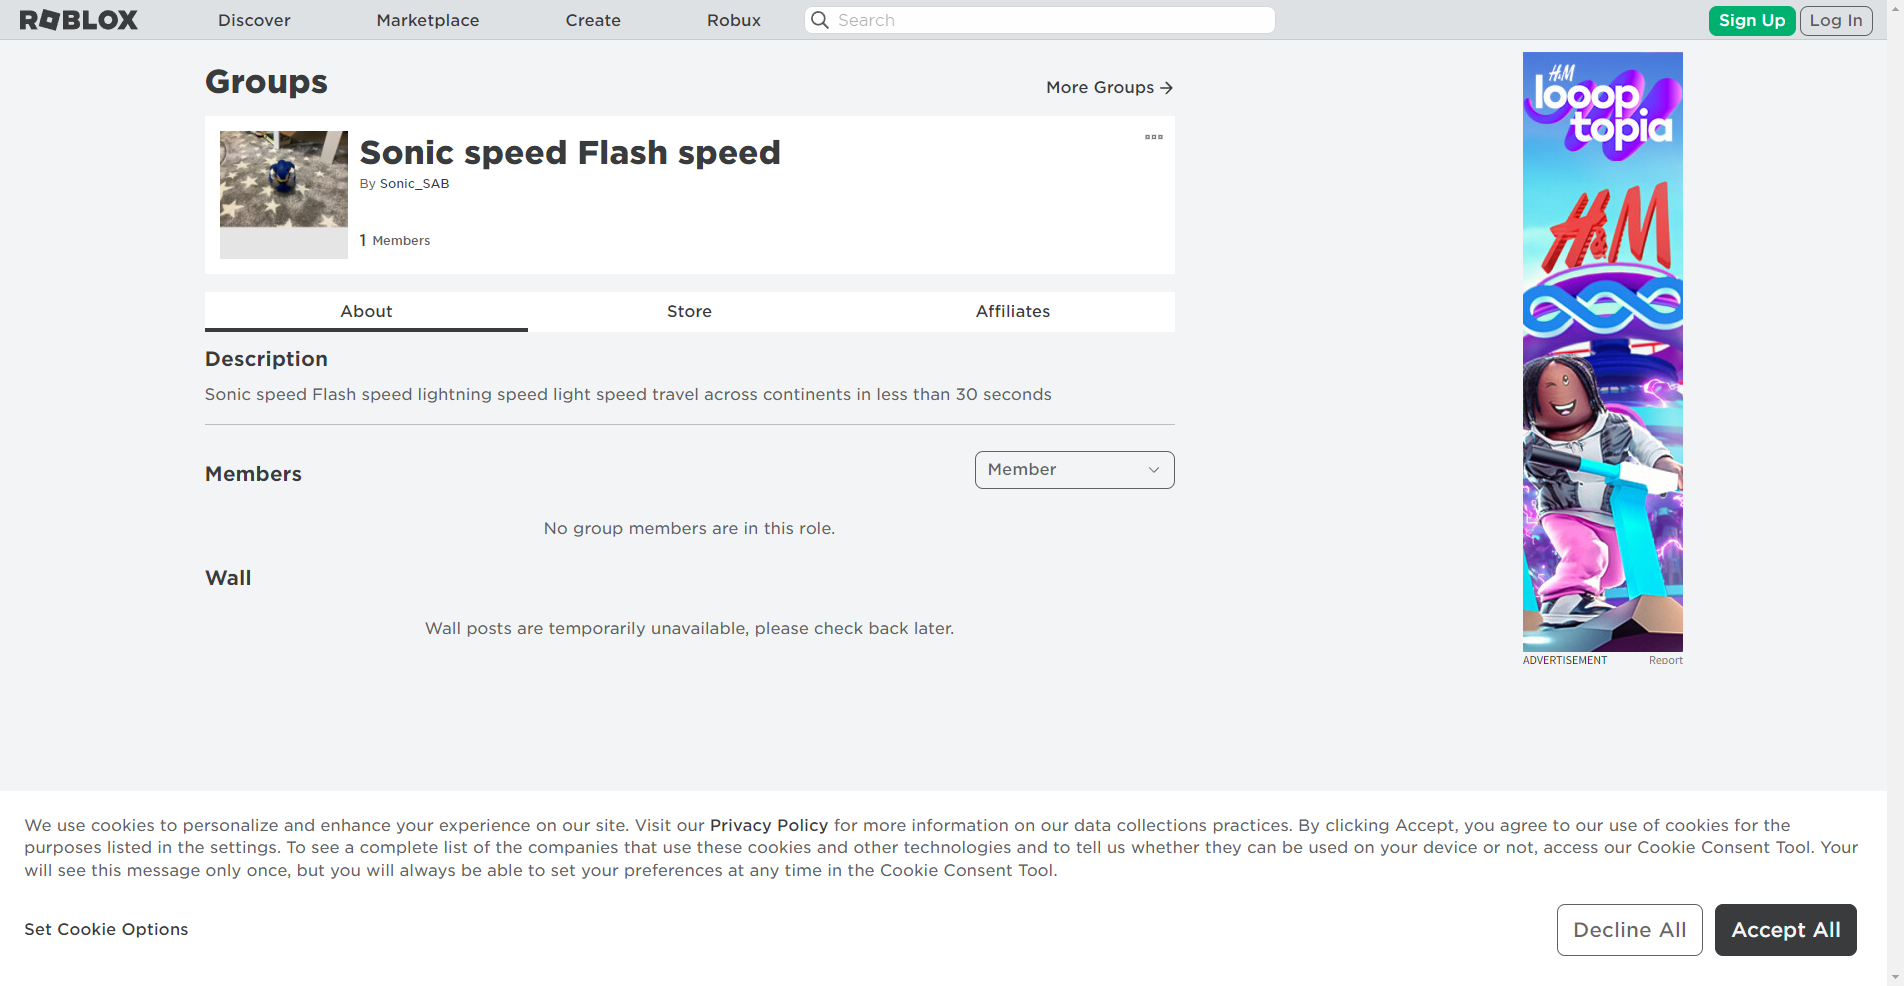 ROBLOX Discover Marketplace Create Robux Search Sign Up Log In
Groups
More Groups
Sonic speed Flash speed
By Sonic_SAB
1 Members
About Store Affiliates
Description
Sonic speed Flash speed lightning speed light speed travel across continents in less than 30 seconds
Members
Member
No group members are in this role.
Wall
Wall posts are temporarily unavailable, please check back later.
H&M
looop
topia
H&M
ADVERTISEMENT Report
We use cookies to personalize and enhance your experience on our site. Visit our Privacy Policy for more information on our data collections practices. By clicking Accept, you agree to our use of cookies for the
purposes listed in the settings. To see a complete list of the companies that use these cookies and other technologies and to tell us whether they can be used on your device or not, access our Cookie Consent Tool. Your
will see this message only once, but you will always be able to set your preferences at any time in the Cookie Consent Tool.
Set Cookie Options
Decline All
Accept All